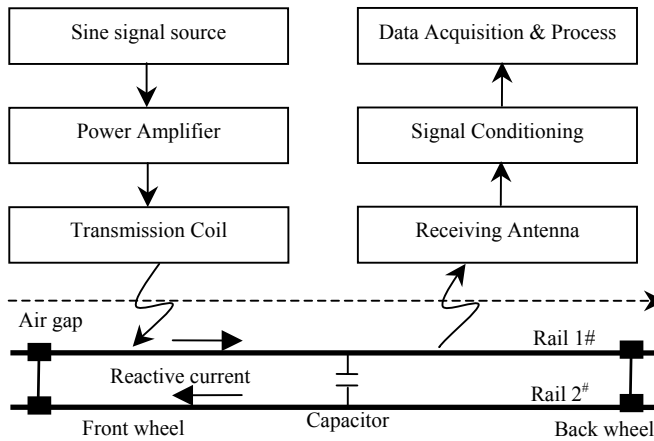 Sine signal source
Data Acquisition & Process
Power Amplifier
Signal Conditioning
Transmission Coil
Receiving Antenna
Air gap
Rail 1#
Reactive current
Rail 2#
Front wheel
Capacitor
Back wheel